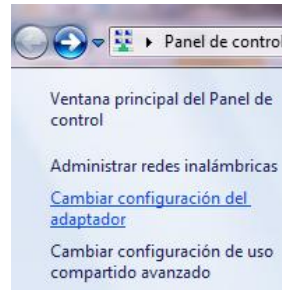 Panel de control
Ventana principal del Panel de
control
Administrar redes inalámbricas
Cambiar configuración del
adaptador
Cambiar configuración de uso
compartido avanzado